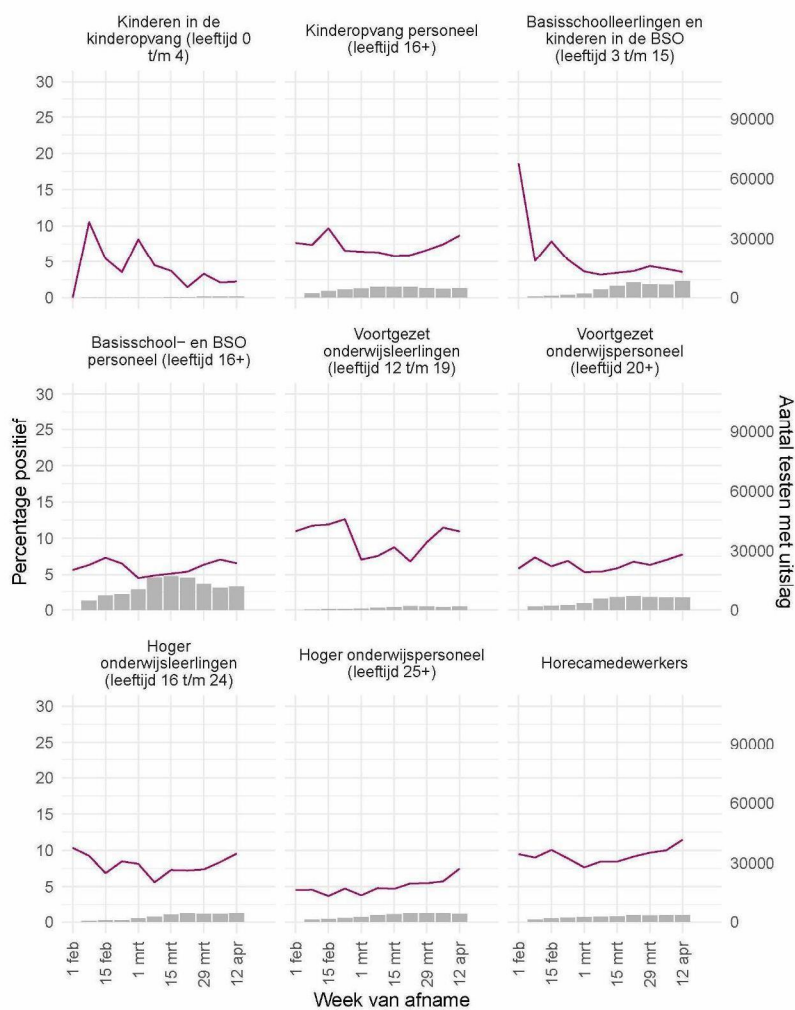 Kinderen in de
kinderopvang (leeftijd 0
t/m 4)
Kinderopvang personeel
(leeftijd 16+)
Basisschoolleerlingen en
kinderen in de BSO
(leeftijd 3 t/m 15)
30
25
20
15
10
5
0
90000
60000
30000
0
Basisschool− en BSO
personeel (leeftijd 16+)
Voortgezet
onderwijsleerlingen
(leeftijd 12 t/m 19)
Voortgezet
onderwijspersoneel
(leeftijd 20+)
Percentage positief
30
25
20
15
10
5
0
90000
60000
30000
0
Aantal testen met uitslag
Hoger
onderwijsleerlingen
(leeftijd 16 t/m 24)
Hoger onderwijspersoneel
(leeftijd 25+)
Horecamedewerkers
30
25
20
15
10
5
0
90000
60000
30000
0
1 feb
15 feb
1 mrt
15 mrt
29 mrt
12 apr
1 feb
15 feb
1 mrt
15 mrt
29 mrt
12 apr
1 feb
15 feb
1 mrt
15 mrt
29 mrt
12 apr
Week van afname